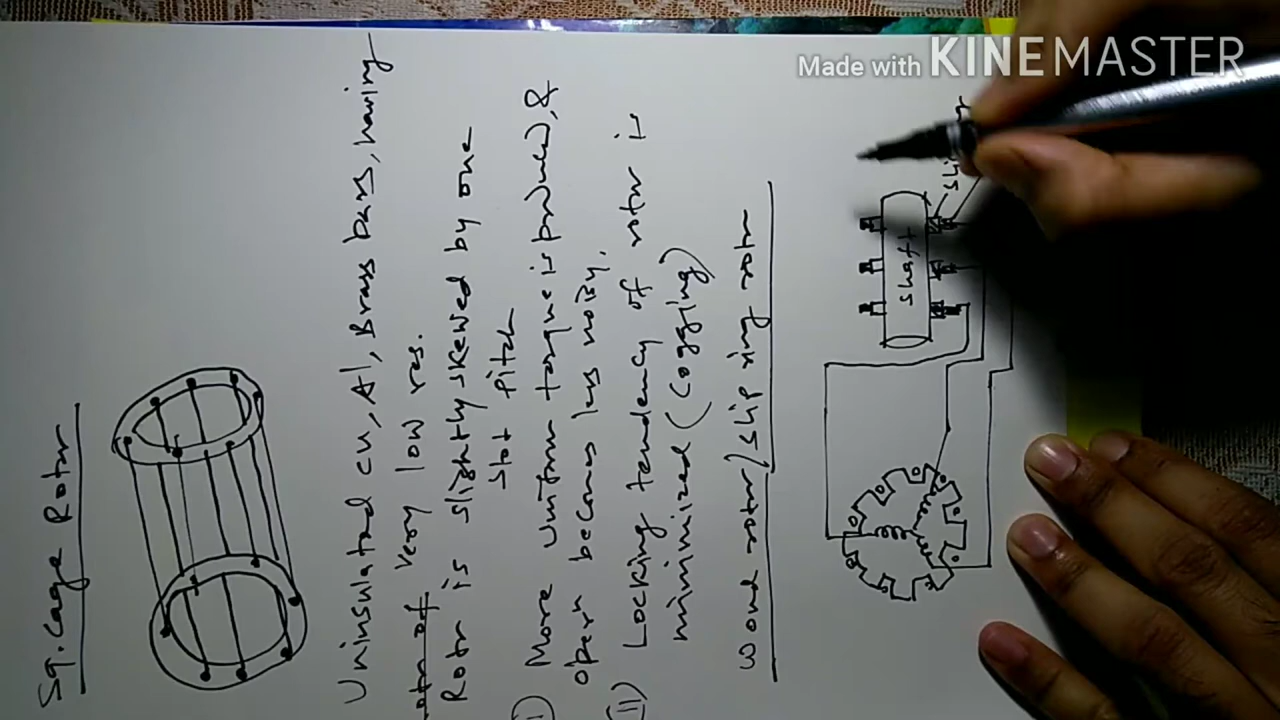 Made with KINEMASTER
Sq. Cage Rotor
Uninsulated cu, Al, Brass bars, having
very low res.
Rotor is slightly skewed by one
slot pitch
(i) More uniform torque is produced, &
opern becomes less noisy.
(ii) Locking tendency of rotor is
minimized (cogging)
wound rotor/slip ring rotor
shaft